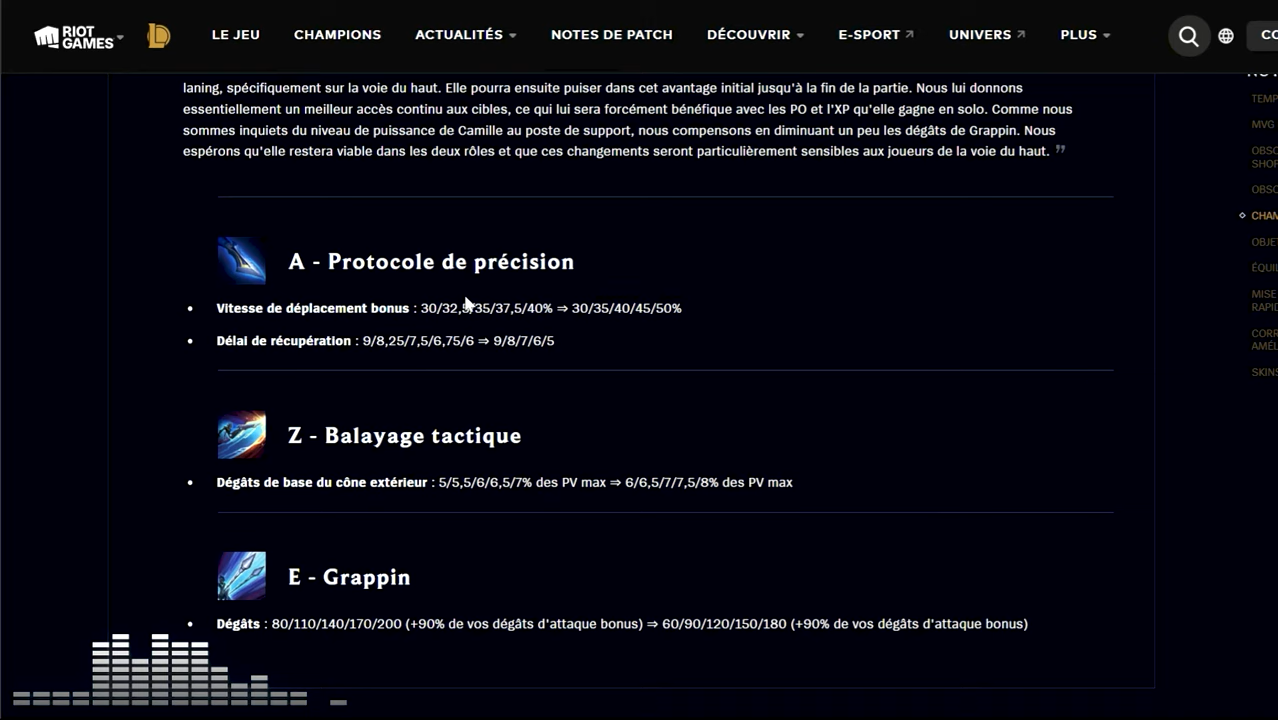 RIOT GAMES
LE JEU CHAMPIONS ACTUALITÉS NOTES DE PATCH DÉCOUVRIR E-SPORT UNIVERS PLUS CO
laning, spécifiquement sur la voie du haut. Elle pourra ensuite puiser dans cet avantage initial jusqu'à la fin de la partie. Nous lui donnons
essentiellement un meilleur accès continu aux cibles, ce qui lui sera forcément bénéfique avec les PO et l'XP qu'elle gagne en solo. Comme nous
sommes inquiets du niveau de puissance de Camille au poste de support, nous compensons en diminuant un peu les dégâts de Grappin. Nous
espérons qu'elle restera viable dans les deux rôles et que ces changements seront particulièrement sensibles aux joueurs de la voie du haut. ”
A - Protocole de précision
• Vitesse de déplacement bonus : 30/32,5/35/37,5/40% ⇒ 30/35/40/45/50%
• Délai de récupération : 9/8,25/7,5/6,75/6 ⇒ 9/8/7/6/5
Z - Balayage tactique
• Dégâts de base du cône extérieur : 5/5,5/6/6,5/7% des PV max ⇒ 6/6,5/7/7,5/8% des PV max
E - Grappin
• Dégâts : 80/110/140/170/200 (+90% de vos dégâts d'attaque bonus) ⇒ 60/90/120/150/180 (+90% de vos dégâts d'attaque bonus)
TEMP
MVG
OBSC
SHOP
OBSC
CHAM
OBJE
ÉQUIL
MISE
RAPID
CORR
AMÉL
SKINS